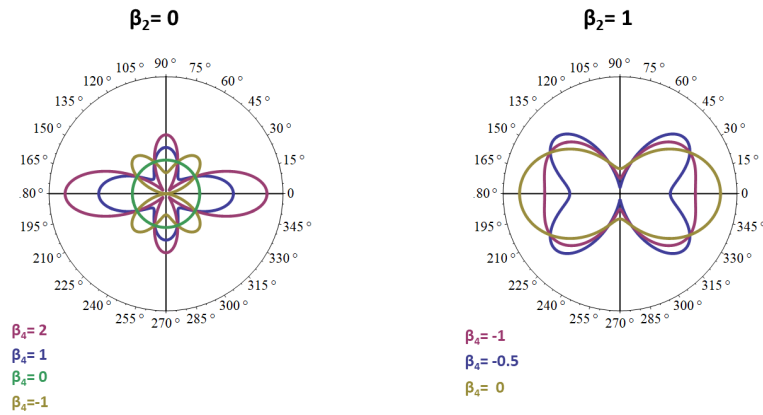 β₂= 0
90 °
105 ° 75 °
120 ° 60 °
135 ° 45 °
150 ° 30 °
165 ° 15 °
80 ° 0
195 ° 345 °
210 ° 330 °
225 ° 315 °
240 ° 300 °
255 ° 285 °
270 °
β₄= 2
β₄= 1
β₄= 0
β₄=-1
β₂= 1
90 °
105 ° 75 °
120 ° 60 °
135 ° 45 °
150 ° 30 °
165 ° 15 °
80 ° 0
195 ° 345 °
210 ° 330 °
225 ° 315 °
240 ° 300 °
255 ° 285 °
270 °
β₄= -1
β₄= -0.5
β₄= 0